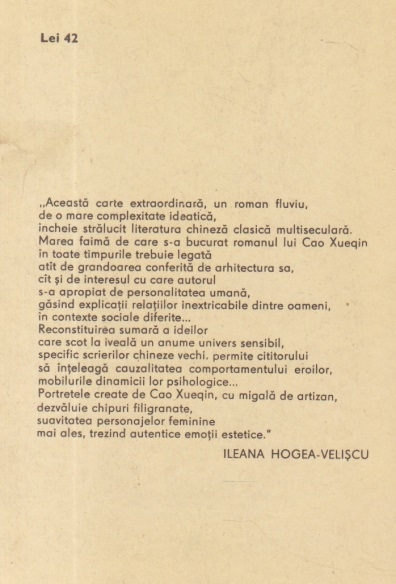 Lei 42
„Această carte extraordinară, un roman fluviu,
de o mare complexitate ideatică,
incheie strălucit literatura chineză clasică multiseculară.
Marea faimă de care s-a bucurat romanul lui Cao Xueqin
in toate timpurile trebuie legată
atît de grandoarea conferită de arhitectura sa,
cit și de interesul cu care autorul
s-a apropiat de personalitatea umană,
găsind explicații relațiilor inextricabile dintre oameni,
in contexte sociale diferite...
Reconstituirea sumară a ideilor
care scot la iveală un anume univers sensibil,
specific scrierilor chineze vechi. permite cititorului
să înțeleagă cauzalitatea comportamentului eroilor,
mobilurile dinamicii lor psihologice...
Portretele create de Cao Xueqin, cu migală de artizan,
dezvăluie chipuri filigranate,
suavitatea personajelor feminine
mai ales, trezind autentice emoții estetice."
ILEANA HOGEA-VELIȘCU